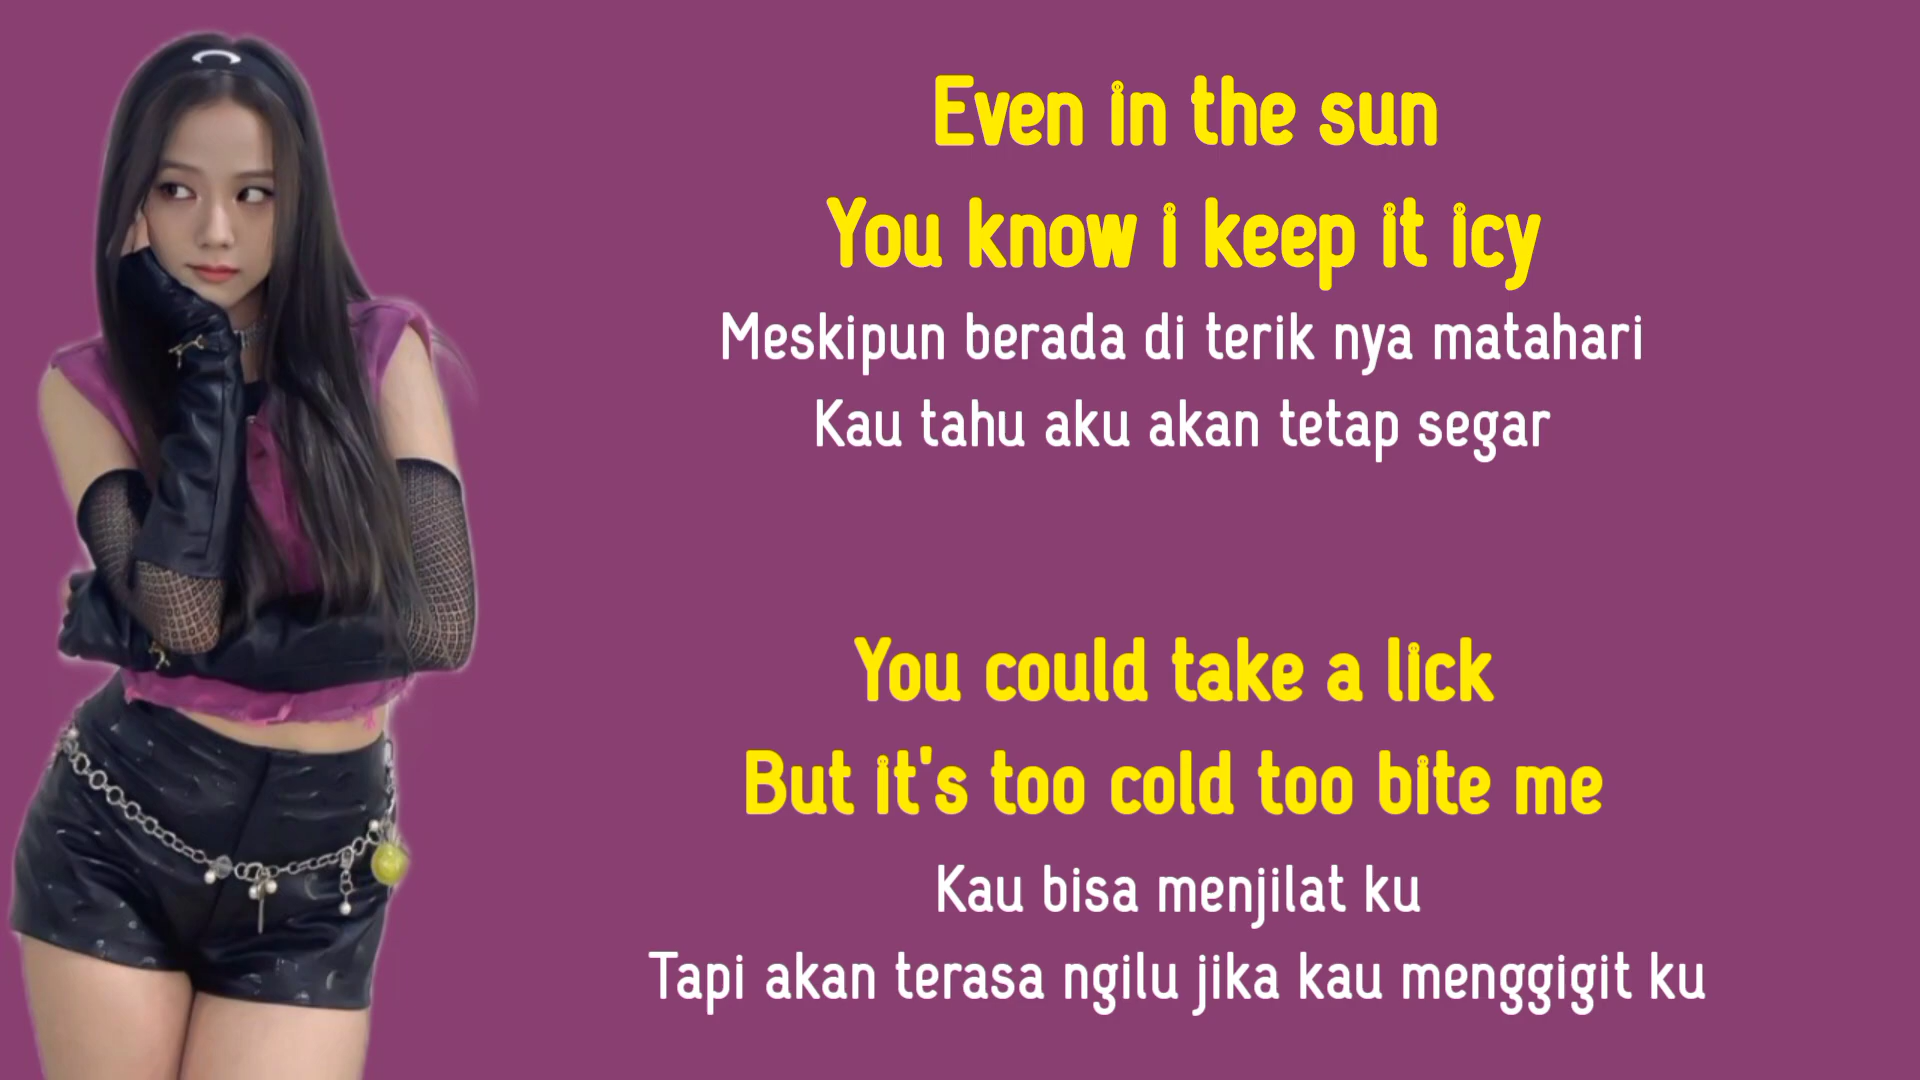 Even in the sun
You know i keep it icy
Meskipun berada di terik nya matahari
Kau tahu aku akan tetap segar
You could take a lick
But it's too cold too bite me
Kau bisa menjilat ku
Tapi akan terasa ngilu jika kau menggigit ku